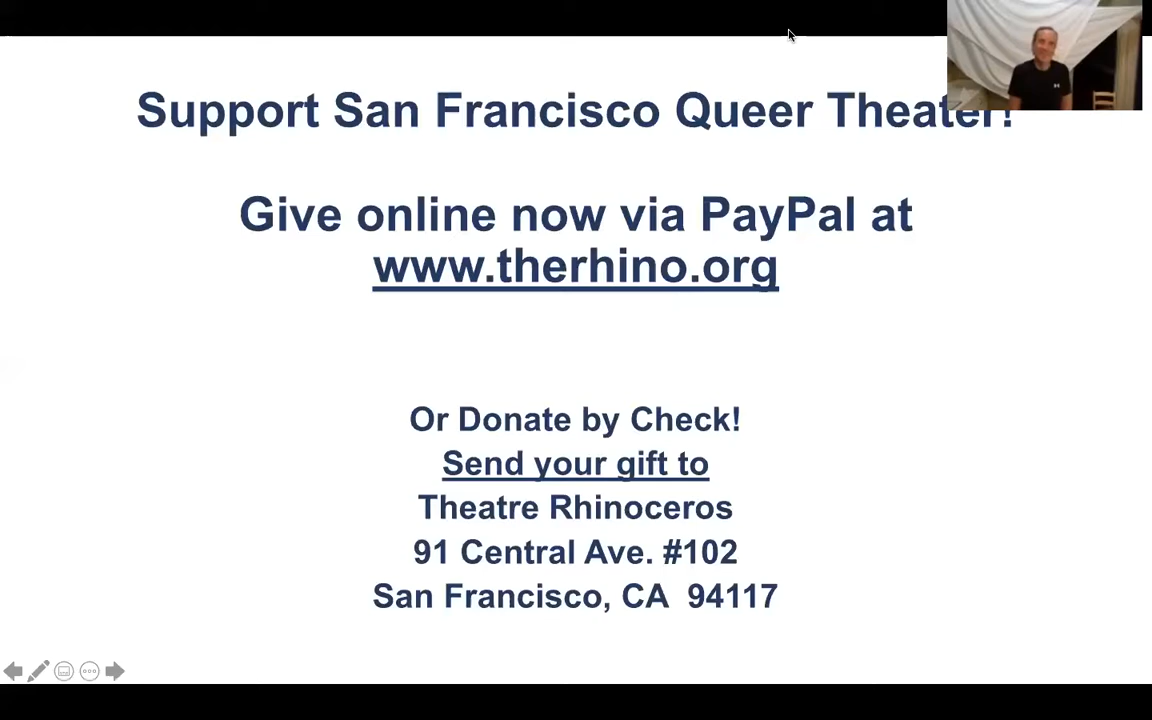 Support San Francisco Queer Theater!
Give online now via PayPal at
www.therhino.org
Or Donate by Check!
Send your gift to
Theatre Rhinoceros
91 Central Ave. #102
San Francisco, CA  94117